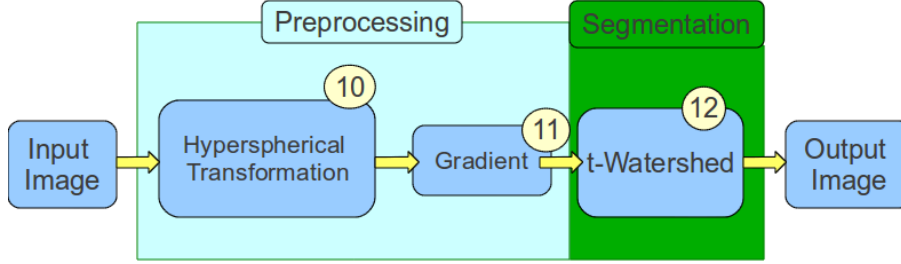 Preprocessing
Segmentation
10
11
12
Input
Image
Hyperspherical
Transformation
Gradient
t-Watershed
Output
Image